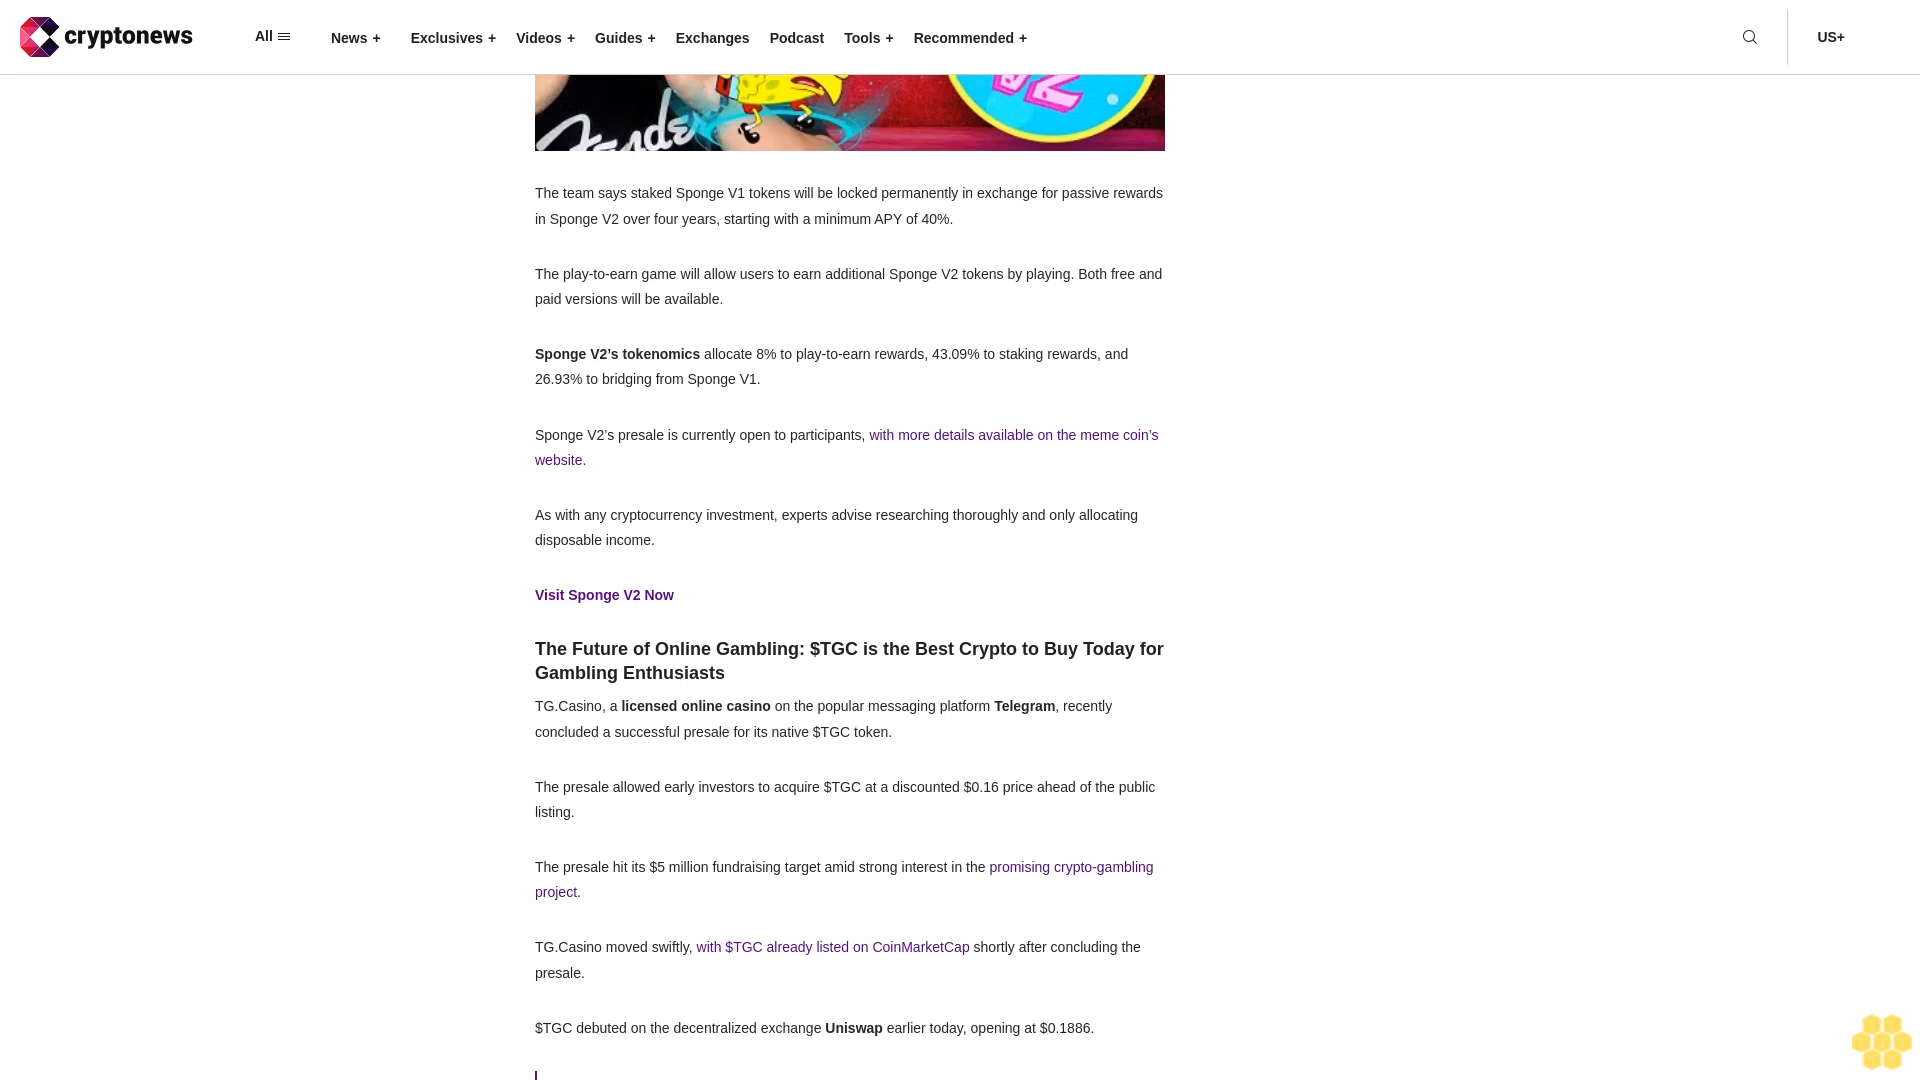 cryptonews
All
News +
Exclusives +
Videos +
Guides +
Exchanges
Podcast
Tools +
Recommended +
US+
Fende
V2
The team says staked Sponge V1 tokens will be locked permanently in exchange for passive rewards
in Sponge V2 over four years, starting with a minimum APY of 40%.
The play-to-earn game will allow users to earn additional Sponge V2 tokens by playing. Both free and
paid versions will be available.
Sponge V2’s tokenomics allocate 8% to play-to-earn rewards, 43.09% to staking rewards, and
26.93% to bridging from Sponge V1.
Sponge V2’s presale is currently open to participants, with more details available on the meme coin’s
website.
As with any cryptocurrency investment, experts advise researching thoroughly and only allocating
disposable income.
Visit Sponge V2 Now
The Future of Online Gambling: $TGC is the Best Crypto to Buy Today for
Gambling Enthusiasts
TG.Casino, a licensed online casino on the popular messaging platform Telegram, recently
concluded a successful presale for its native $TGC token.
The presale allowed early investors to acquire $TGC at a discounted $0.16 price ahead of the public
listing.
The presale hit its $5 million fundraising target amid strong interest in the promising crypto-gambling
project.
TG.Casino moved swiftly, with $TGC already listed on CoinMarketCap shortly after concluding the
presale.
$TGC debuted on the decentralized exchange Uniswap earlier today, opening at $0.1886.